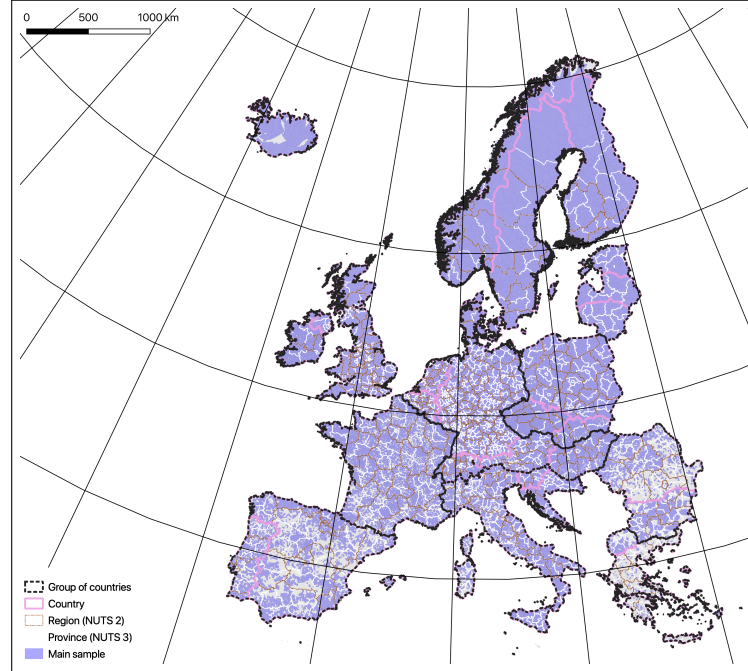 0 500 1000 km
Group of countries
Country
Region (NUTS 2)
Province (NUTS 3)
Main sample